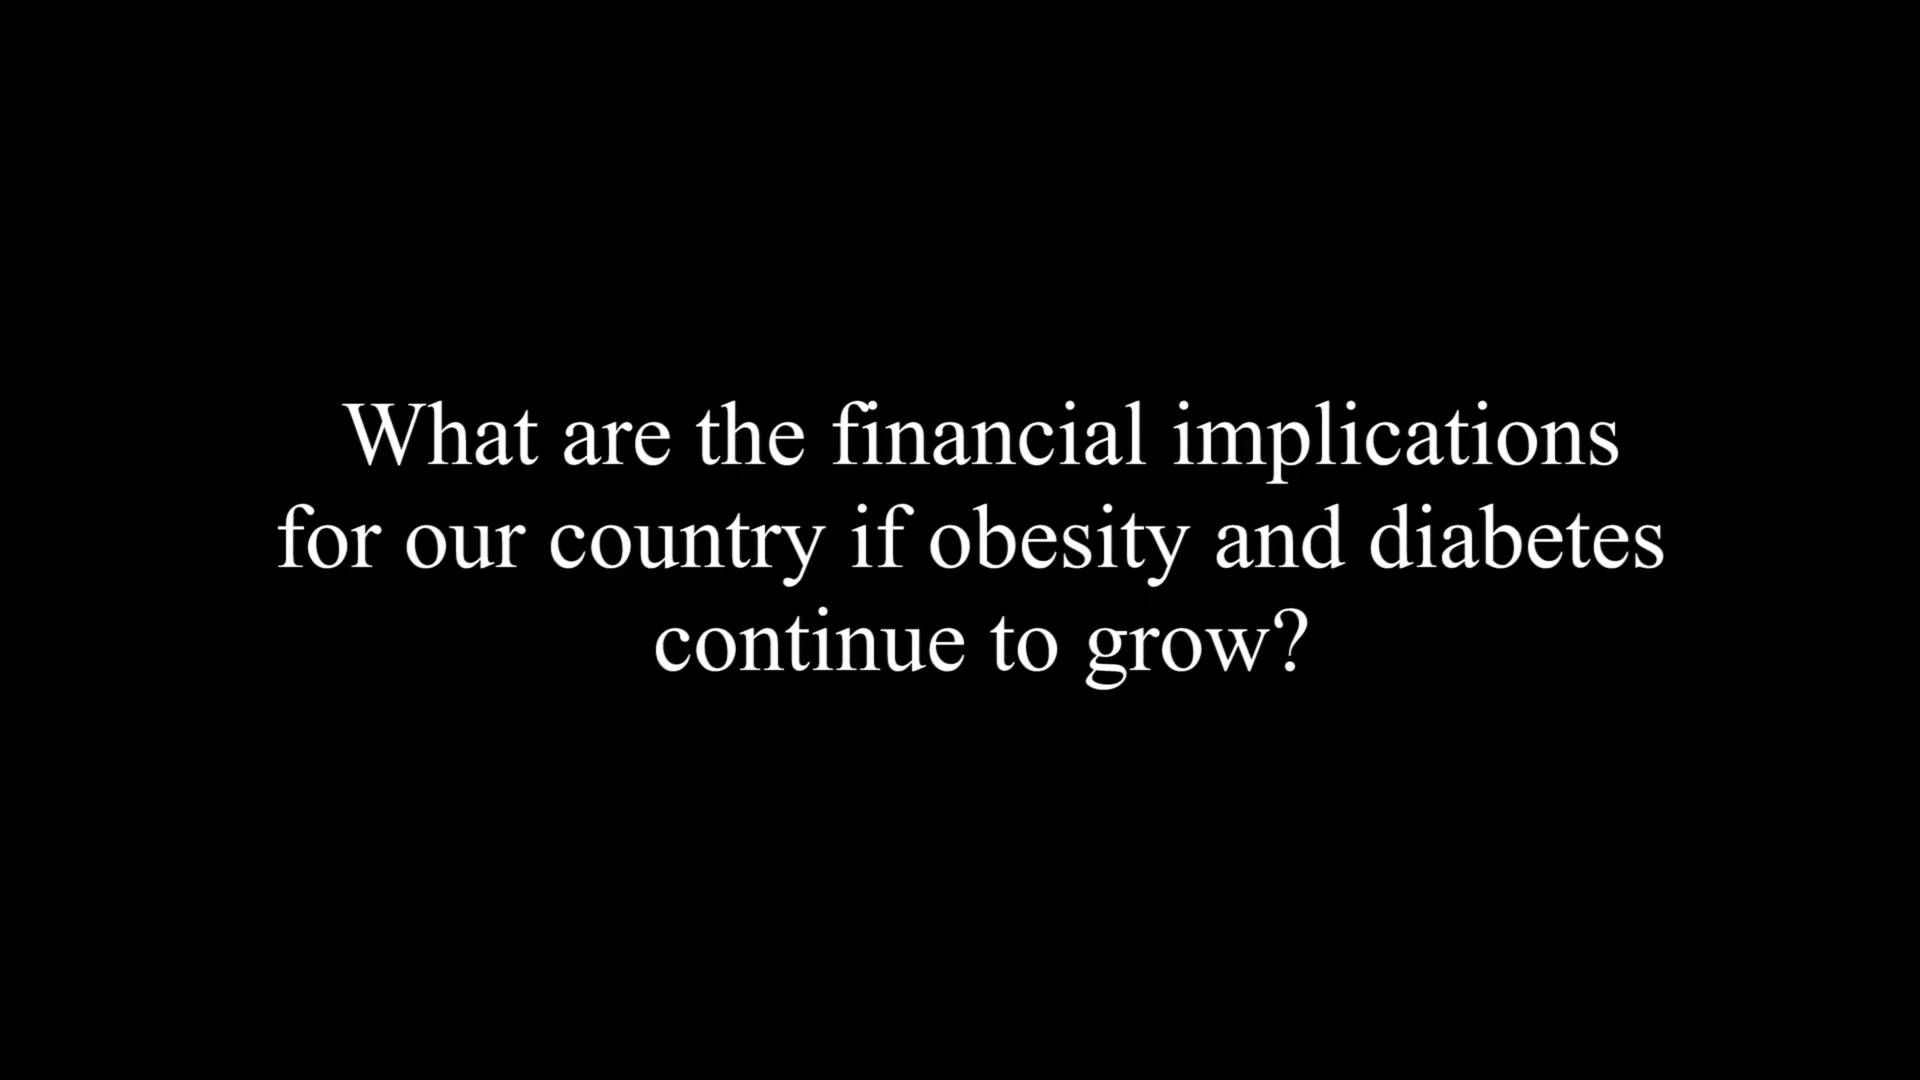 What are the financial implications
for our country if obesity and diabetes
continue to grow?